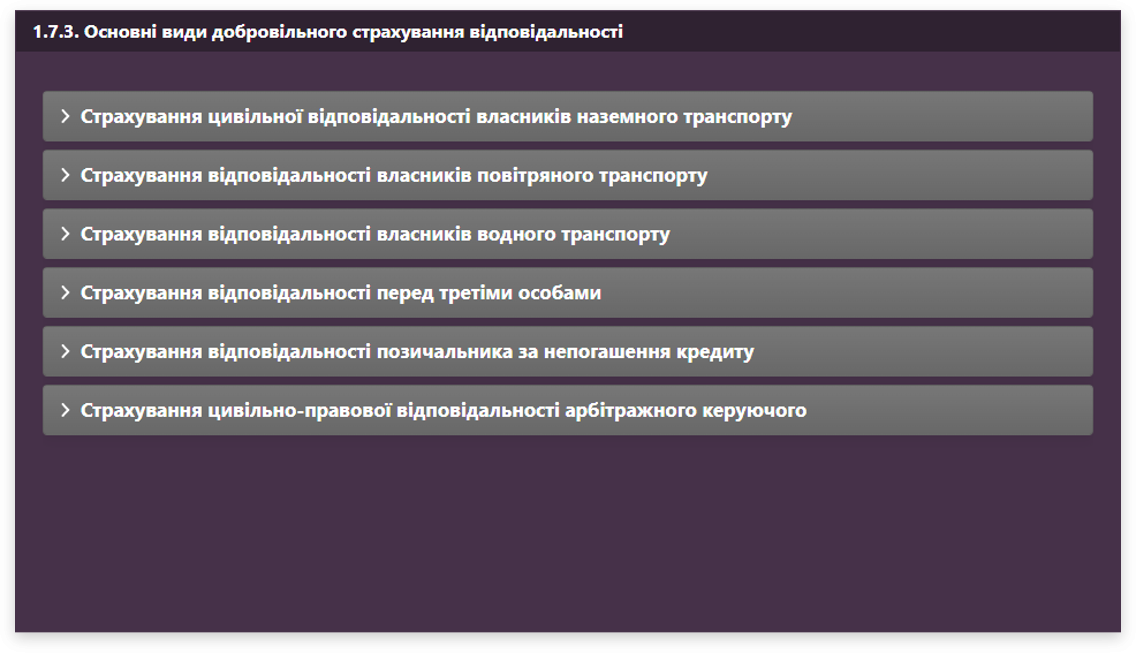 1.7.3. Основні види добровільного страхування відповідальності
Страхування цивільної відповідальності власників наземного транспорту
Страхування відповідальності власників повітряного транспорту
Страхування відповідальності власників водного транспорту
Страхування відповідальності перед третіми особами
Страхування відповідальності позичальника за непогашення кредиту
Страхування цивільно-правової відповідальності арбітражного керуючого